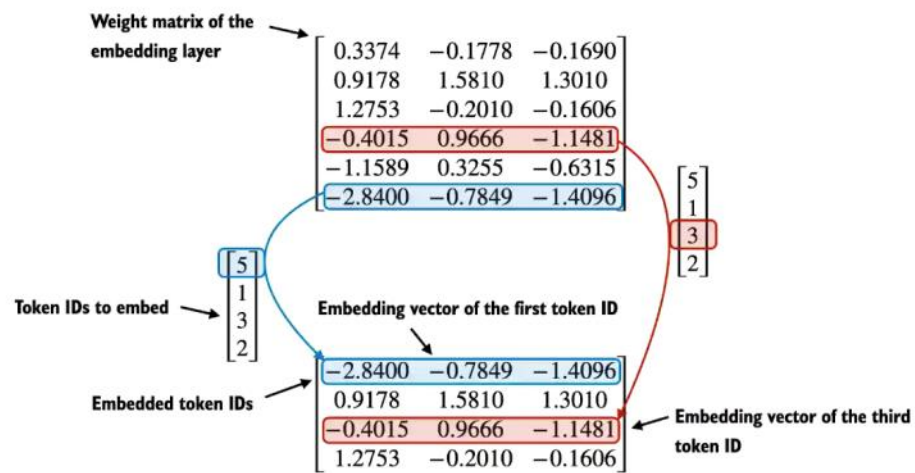 Weight matrix of the
embedding layer
0.3374 −0.1778 −0.1690
0.9178 1.5810 1.3010
1.2753 −0.2010 −0.1606
−0.4015 0.9666 −1.1481
−1.1589 0.3255 −0.6315
−2.8400 −0.7849 −1.4096
5
1
3
2
Token IDs to embed
5
1
3
2
Embedding vector of the first token ID
Embedded token IDs
−2.8400 −0.7849 −1.4096
0.9178 1.5810 1.3010
−0.4015 0.9666 −1.1481
1.2753 −0.2010 −0.1606
Embedding vector of the third
token ID